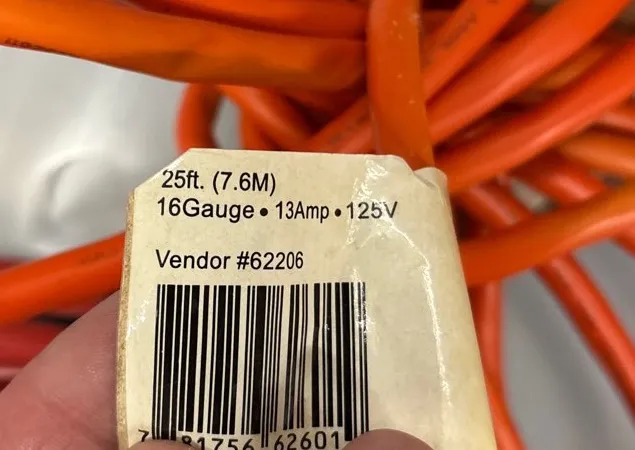 25ft. (7.6M)
16Gauge • 13Amp • 125V
Vendor #62206
7 81756 62601